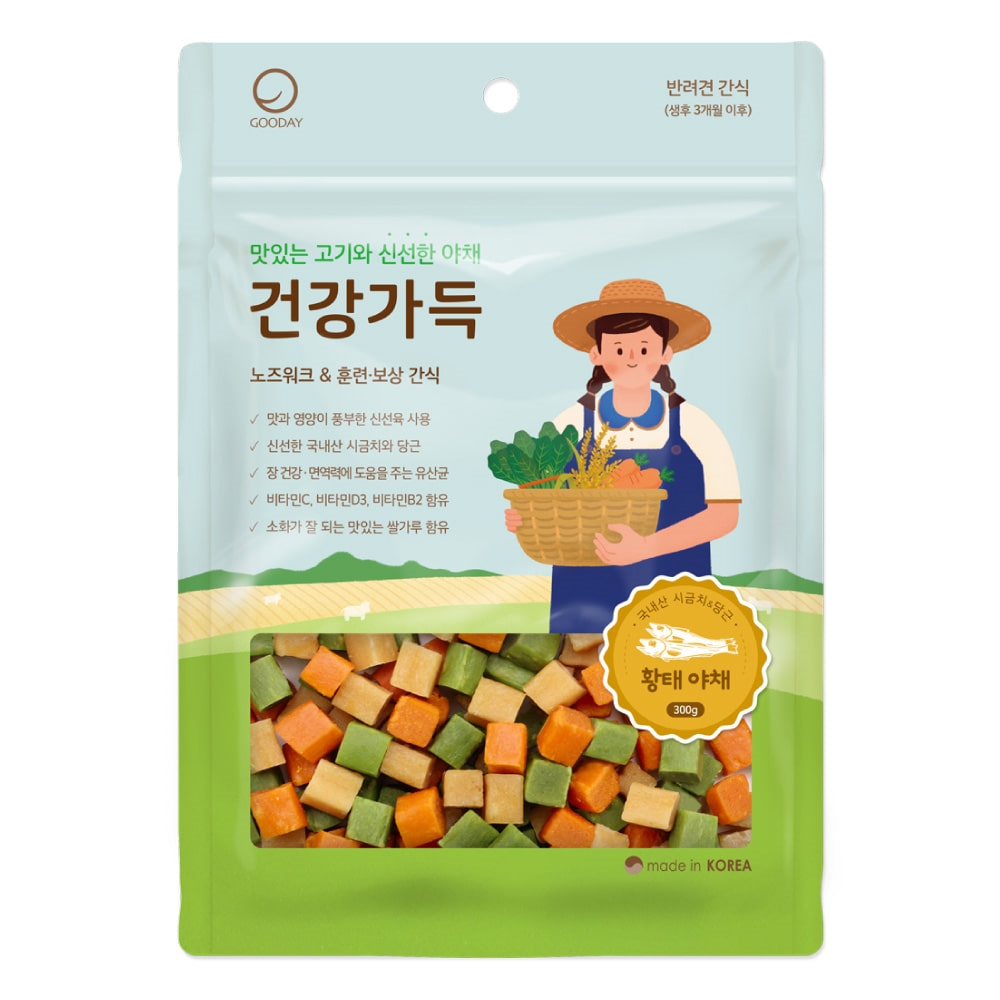 GOODAY
반려견 간식
(생후 3개월 이후)
맛있는 고기와 신선한 야채
건강가득
노즈워크 & 훈련·보상 간식
✓ 맛과 영양이 풍부한 신선육 사용
✓ 신선한 국내산 시금치와 당근
✓ 장 건강·면역력에 도움을 주는 유산균
✓ 비타민C, 비타민D3, 비타민B2 함유
✓ 소화가 잘 되는 맛있는 쌀가루 함유
· 국내산 시금치&당근 ·
황태 야채
300g
made in KOREA